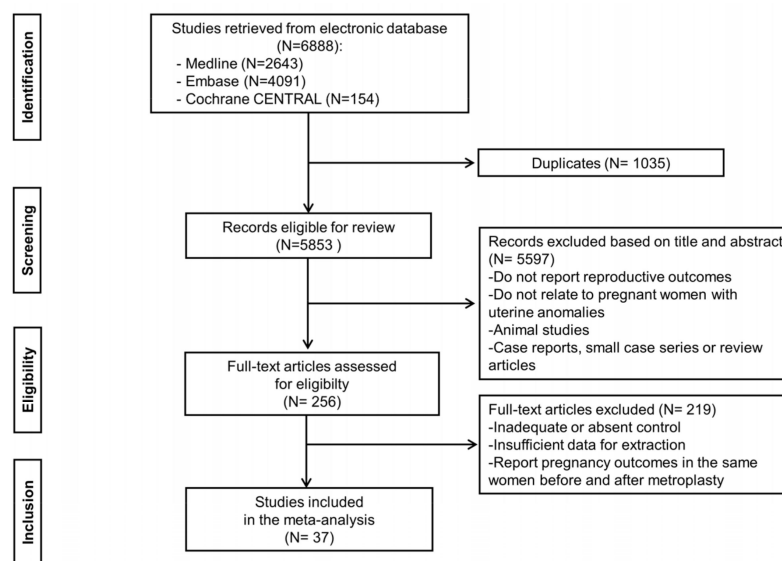 Identification
Studies retrieved from electronic database
(N=6888):
- Medline (N=2643)
- Embase (N=4091)
- Cochrane CENTRAL (N=154)
Duplicates (N= 1035)
Screening
Records eligible for review
(N=5853 )
Records excluded based on title and abstract
(N= 5597)
-Do not report reproductive outcomes
-Do not relate to pregnant women with
uterine anomalies
-Animal studies
-Case reports, small case series or review
articles
Eligibility
Full-text articles assessed
for eligibilty
(N= 256)
Full-text articles excluded (N= 219)
-Inadequate or absent control
-Insufficient data for extraction
-Report pregnancy outcomes in the same
women before and after metroplasty
Inclusion
Studies included
in the meta-analysis
(N= 37)